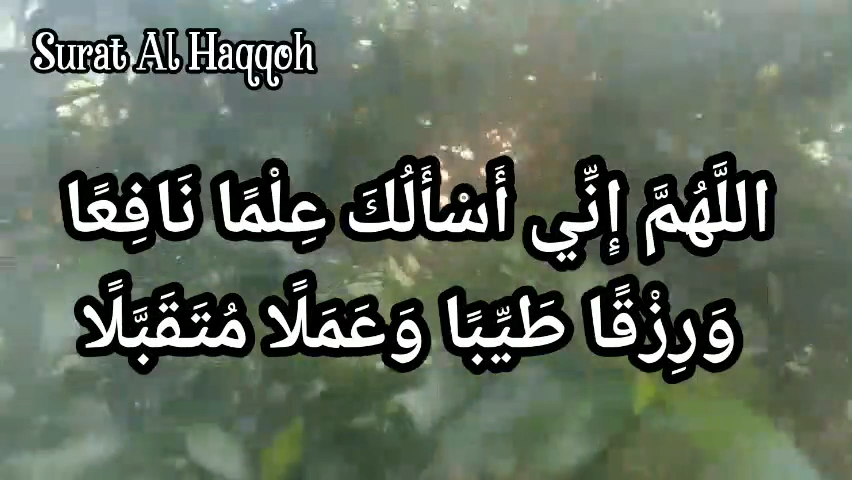 Surat Al Haqqoh
اللَّهُمَّ إِنِّي أَسْأَلُكَ عِلْمًا نَافِعًا
وَرِزْقًا طَيِّبًا وَعَمَلًا مُتَقَبَّلًا